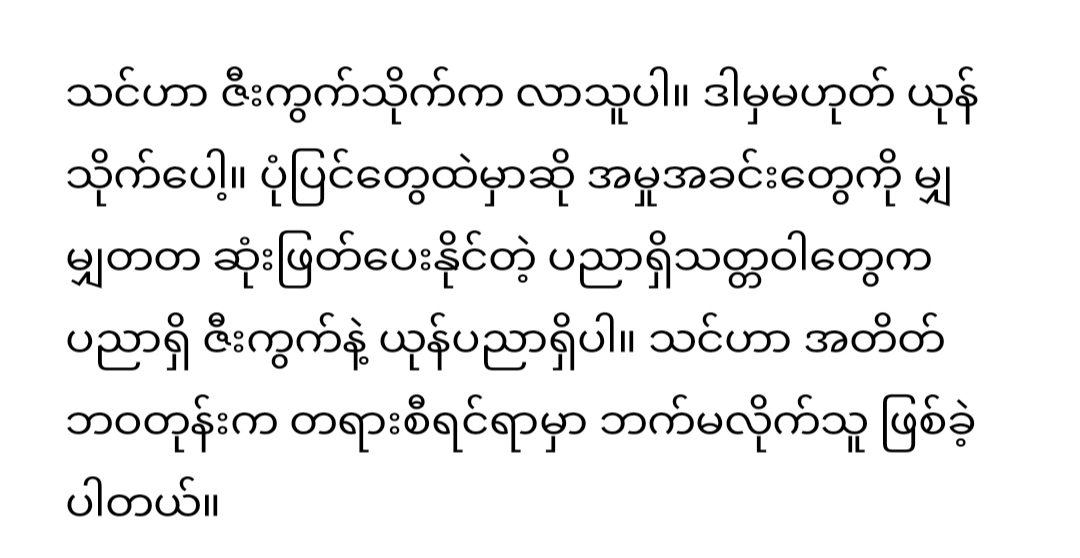 သင်ဟာ ဇီးကွက်သိုက်က လာသူပါ။ ဒါမှမဟုတ် ယုန်
သိုက်ပေါ့။ ပုံပြင်တွေထဲမှာဆို အမှုအခင်းတွေကို မျှ
မျှတတ ဆုံးဖြတ်ပေးနိုင်တဲ့ ပညာရှိသတ္တဝါတွေက
ပညာရှိ ဇီးကွက်နဲ့ ယုန်ပညာရှိပါ။ သင်ဟာ အတိတ်
ဘဝတုန်းက တရားစီရင်ရာမှာ ဘက်မလိုက်သူ ဖြစ်ခဲ့
ပါတယ်။